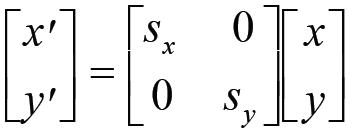 [x′] = [s_x 0] [x]
[y′] [0 s_y] [y]